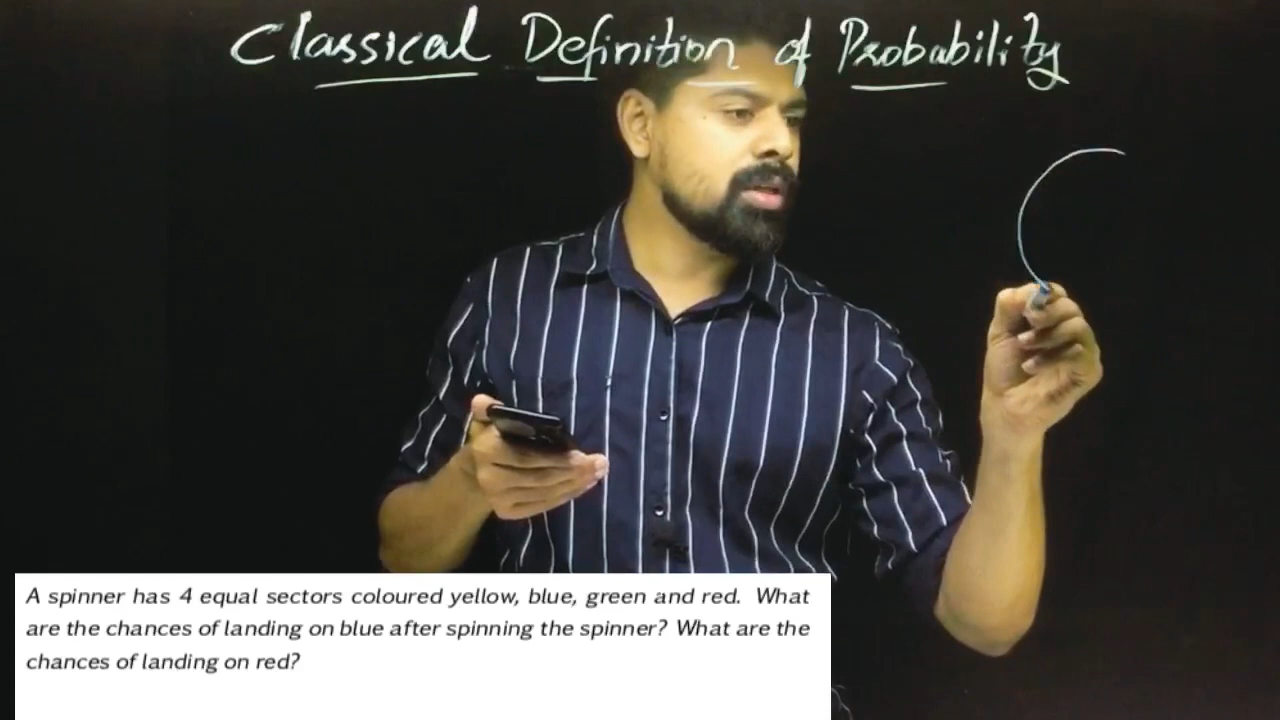 Classical Definition of Probability
A spinner has 4 equal sectors coloured yellow, blue, green and red. What
are the chances of landing on blue after spinning the spinner? What are the
chances of landing on red?